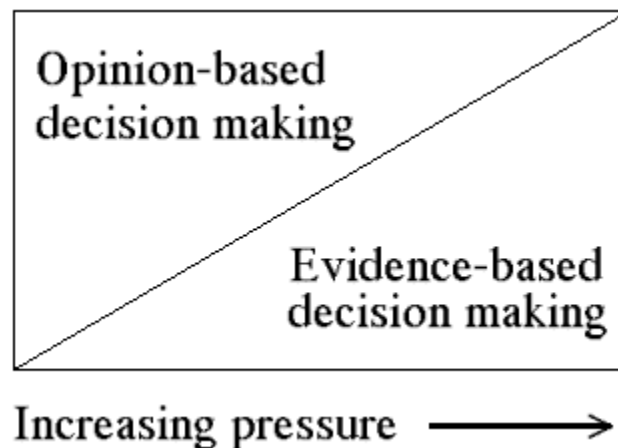 Opinion-based
decision making
Evidence-based
decision making
Increasing pressure